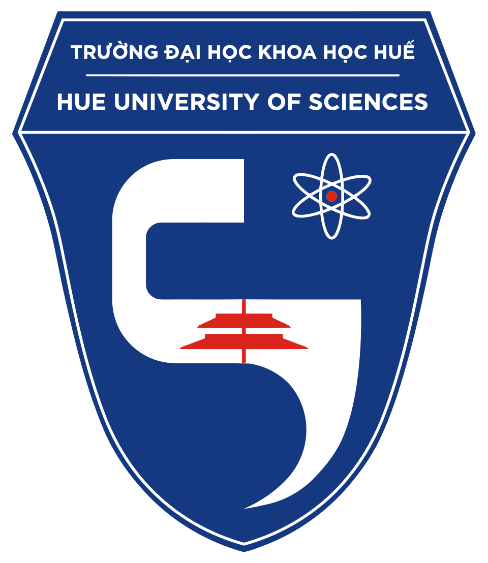 TRƯỜNG ĐẠI HỌC KHOA HỌC HUẾ
HUE UNIVERSITY OF SCIENCES